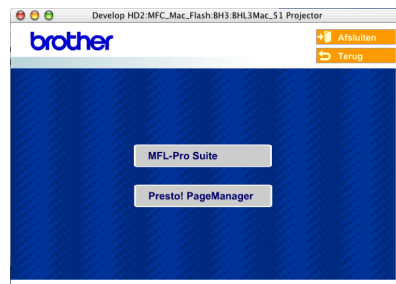 Develop HD2:MFC_Mac_Flash:BH3:BHL3Mac_51 Projector
brother
Afsluiten
Terug
MFL-Pro Suite
Presto! PageManager